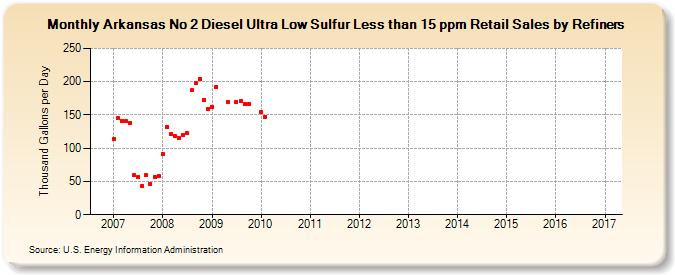 Monthly Arkansas No 2 Diesel Ultra Low Sulfur Less than 15 ppm Retail Sales by Refiners
Thousand Gallons per Day
250
200
150
100
50
0
2007 2008 2009 2010 2011 2012 2013 2014 2015 2016 2017
Source: U.S. Energy Information Administration